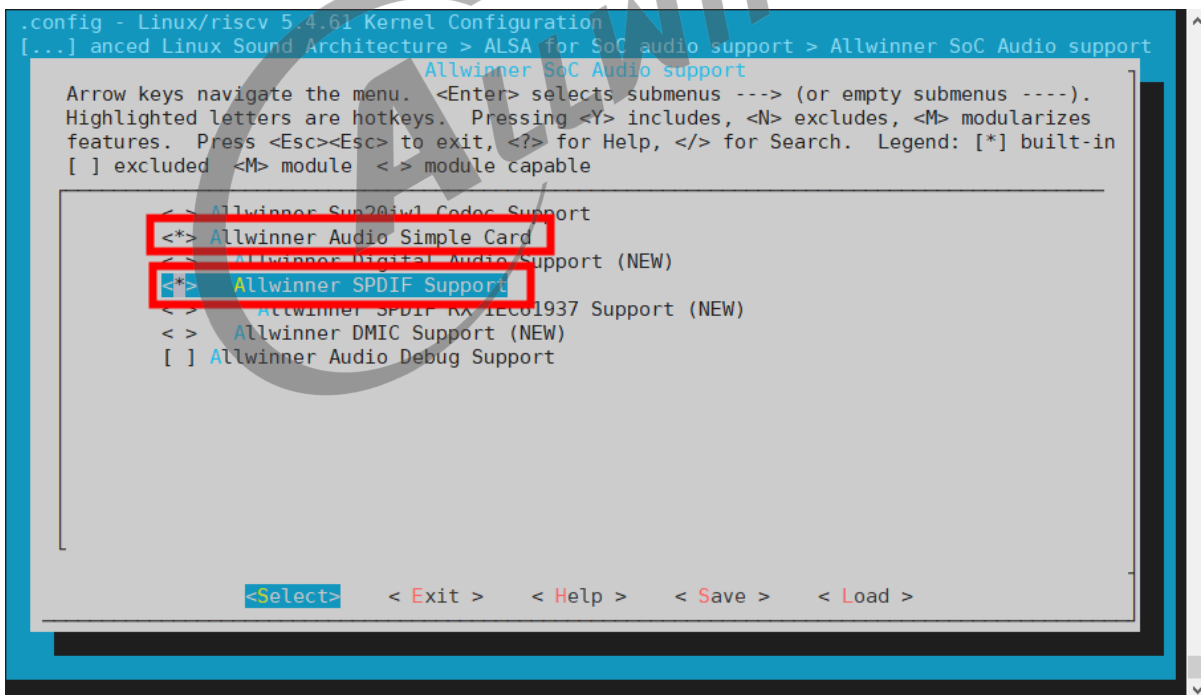 .config - Linux/riscv 5.4.61 Kernel Configuration
[...] anced Linux Sound Architecture > ALSA for SoC audio support > Allwinner SoC Audio support
Allwinner SoC Audio support
Arrow keys navigate the menu.  <Enter> selects submenus ---> (or empty submenus ----).
Highlighted letters are hotkeys.  Pressing <Y> includes, <N> excludes, <M> modularizes
features.  Press <Esc><Esc> to exit, <?> for Help, </> for Search.  Legend: [*] built-in
[ ] excluded  <M> module  < > module capable
< > Allwinner Sun20iw1 Codec Support
<*> Allwinner Audio Simple Card
< >   Allwinner Digital Audio Support (NEW)
<*>   Allwinner SPDIF Support
< >     Allwinner SPDIF RX IEC61937 Support (NEW)
< >   Allwinner DMIC Support (NEW)
[ ] Allwinner Audio Debug Support
<Select>    < Exit >    < Help >    < Save >    < Load >